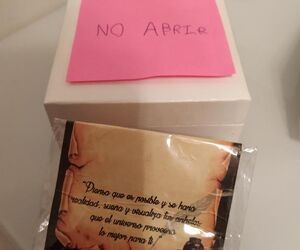 NO ABRIR
"Piensa que es posible y se hará
realidad, sueña y visualiza tus anhelos,
que el universo proveerá
lo mejor para ti."